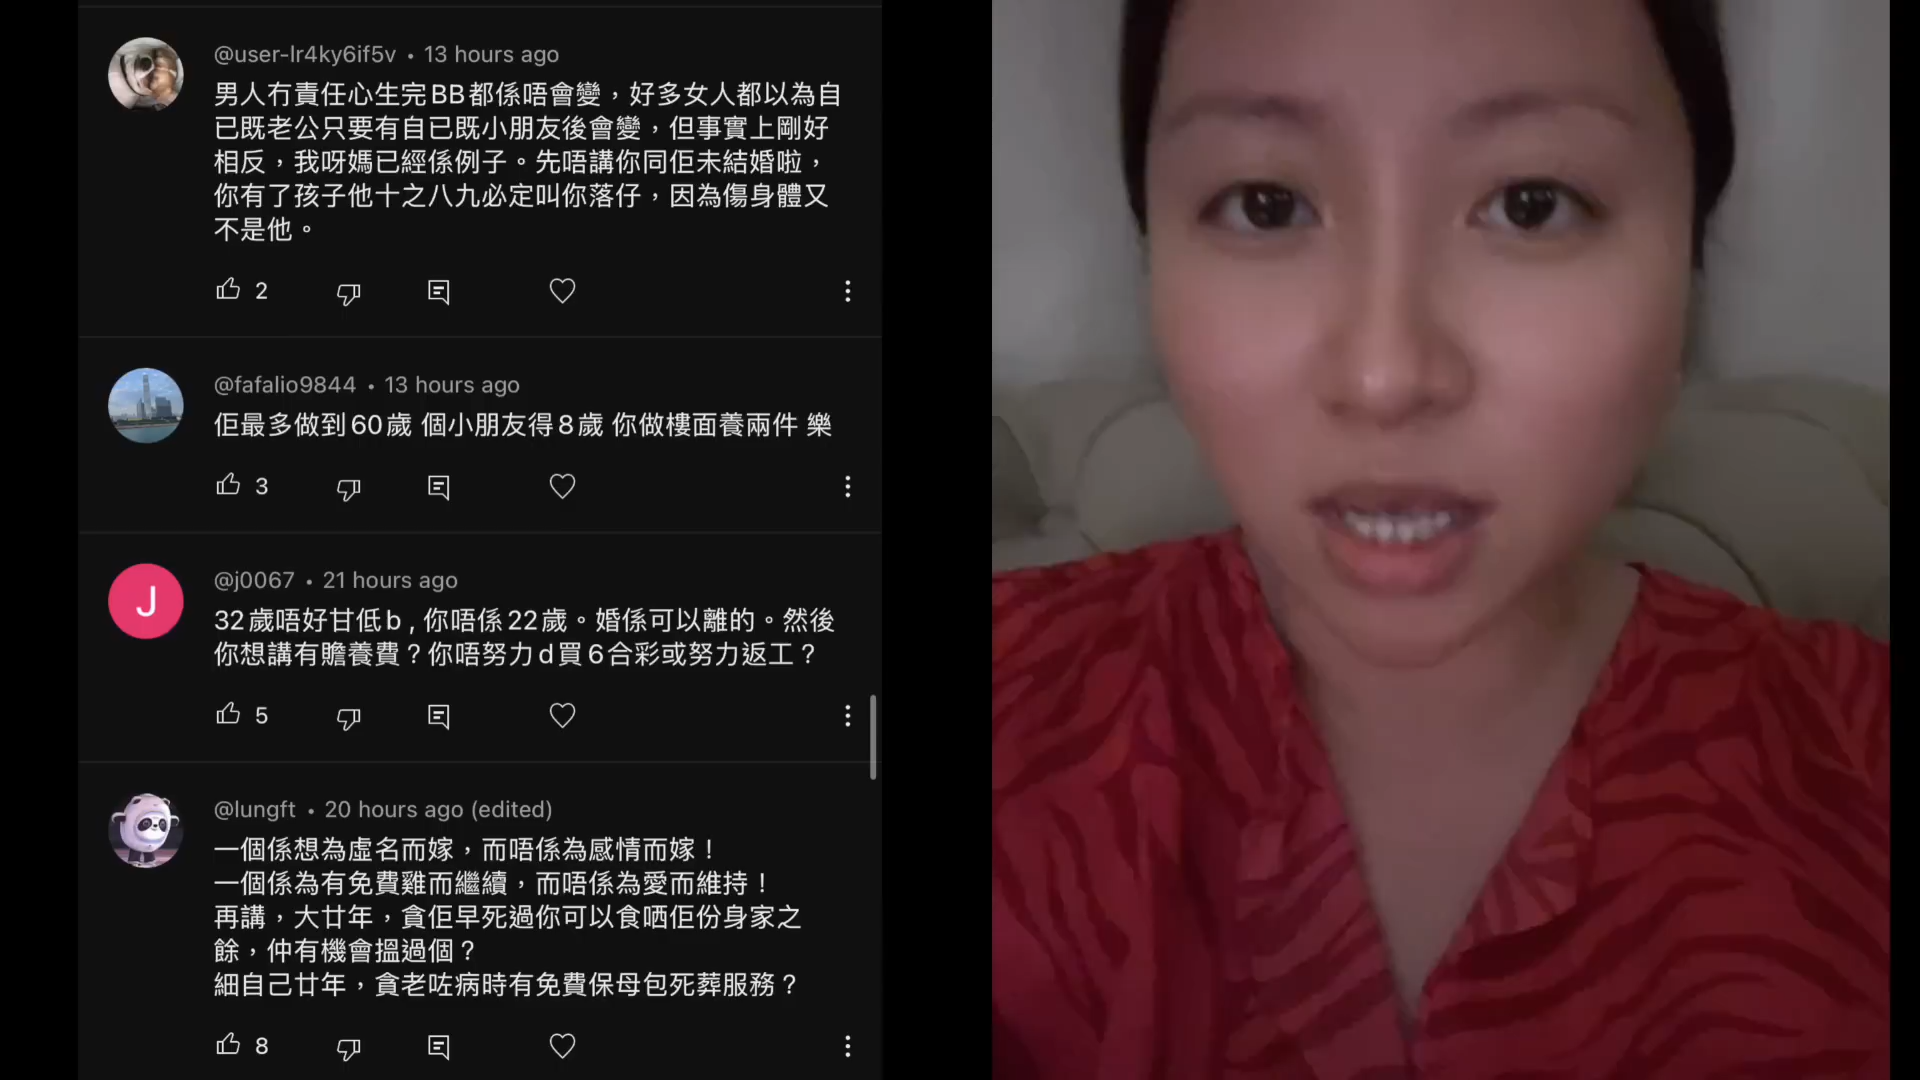 @user-lr4ky6if5v • 13 hours ago
男人冇責任心生完BB都係唔會變，好多女人都以為自
已既老公只要有自已既小朋友後會變，但事實上剛好
相反，我呀媽已經係例子。先唔講你同佢未結婚啦，
你有了孩子他十之八九必定叫你落仔，因為傷身體又
不是他。
2
@fafalio9844 • 13 hours ago
佢最多做到60歲 個小朋友得8歲 你做樓面養兩件 樂
3
J
@j0067 • 21 hours ago
32歲唔好甘低b , 你唔係22歲。婚係可以離的。然後
你想講有贍養費？你唔努力d買6合彩或努力返工？
5
@lungft • 20 hours ago (edited)
一個係想為虛名而嫁，而唔係為感情而嫁！
一個係為有免費雞而繼續，而唔係為愛而維持！
再講，大廿年，貪佢早死過你可以食晒佢份身家之
餘，仲有機會搵過個？
細自己廿年，貪老咗病時有免費保母包死葬服務？
8